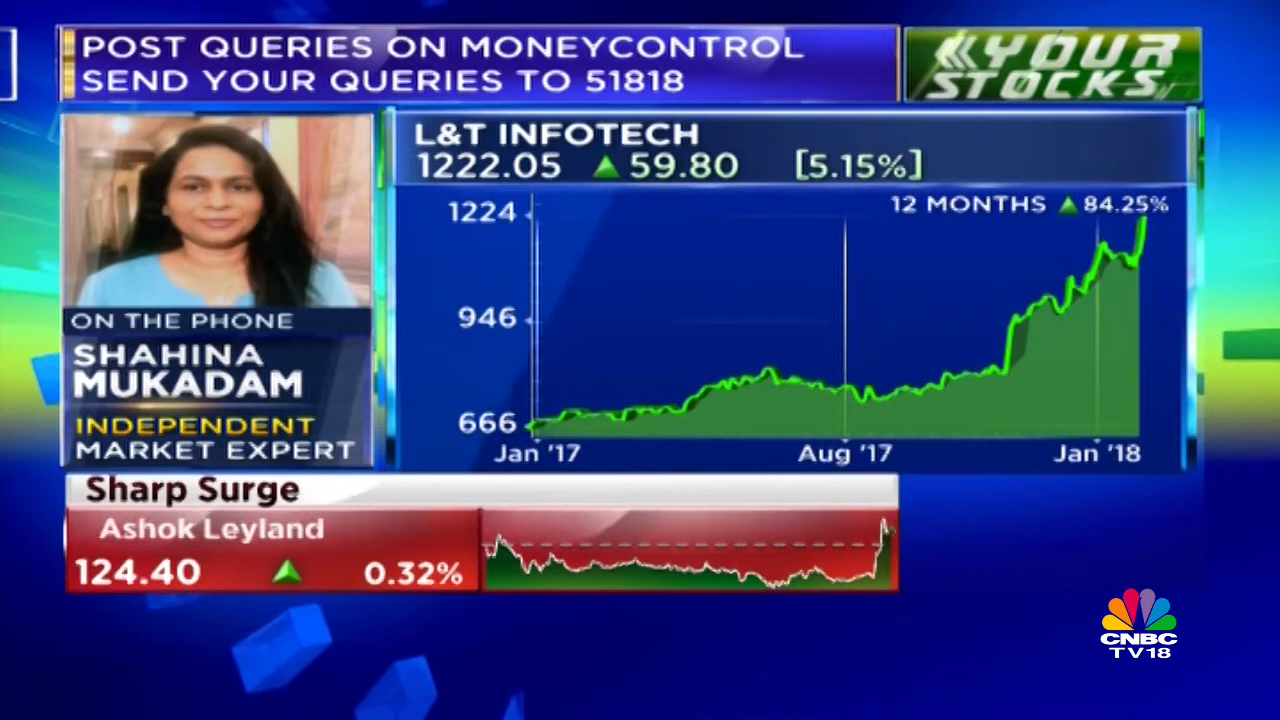 POST QUERIES ON MONEYCONTROL
SEND YOUR QUERIES TO 51818
YOUR
STOCKS
L&T INFOTECH
1222.05 59.80 [5.15%]
12 MONTHS 84.25%
1224
946
666
Jan '17 Aug '17 Jan '18
ON THE PHONE
SHAHINA
MUKADAM
INDEPENDENT
MARKET EXPERT
Sharp Surge
Ashok Leyland
124.40 0.32%
CNBC
TV18